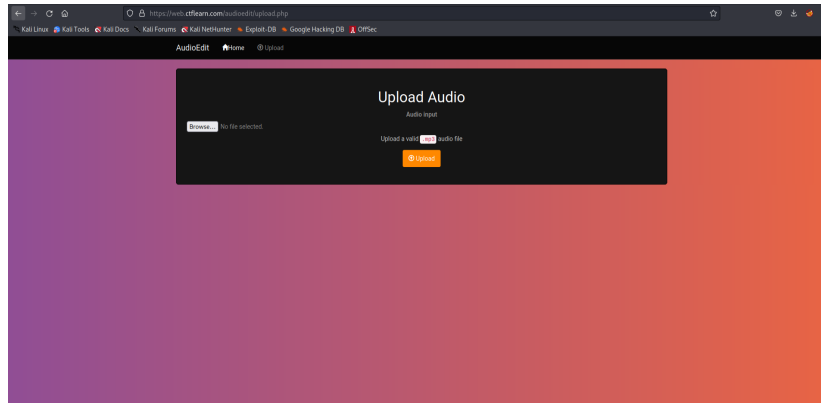 https://web.ctflearn.com/audioedit/upload.php
Kali Linux Kali Tools Kali Docs Kali Forums Kali NetHunter Exploit-DB Google Hacking DB OffSec
AudioEdit Home Upload
Upload Audio
Audio input
Browse... No file selected.
Upload a valid .mp3 audio file
Upload